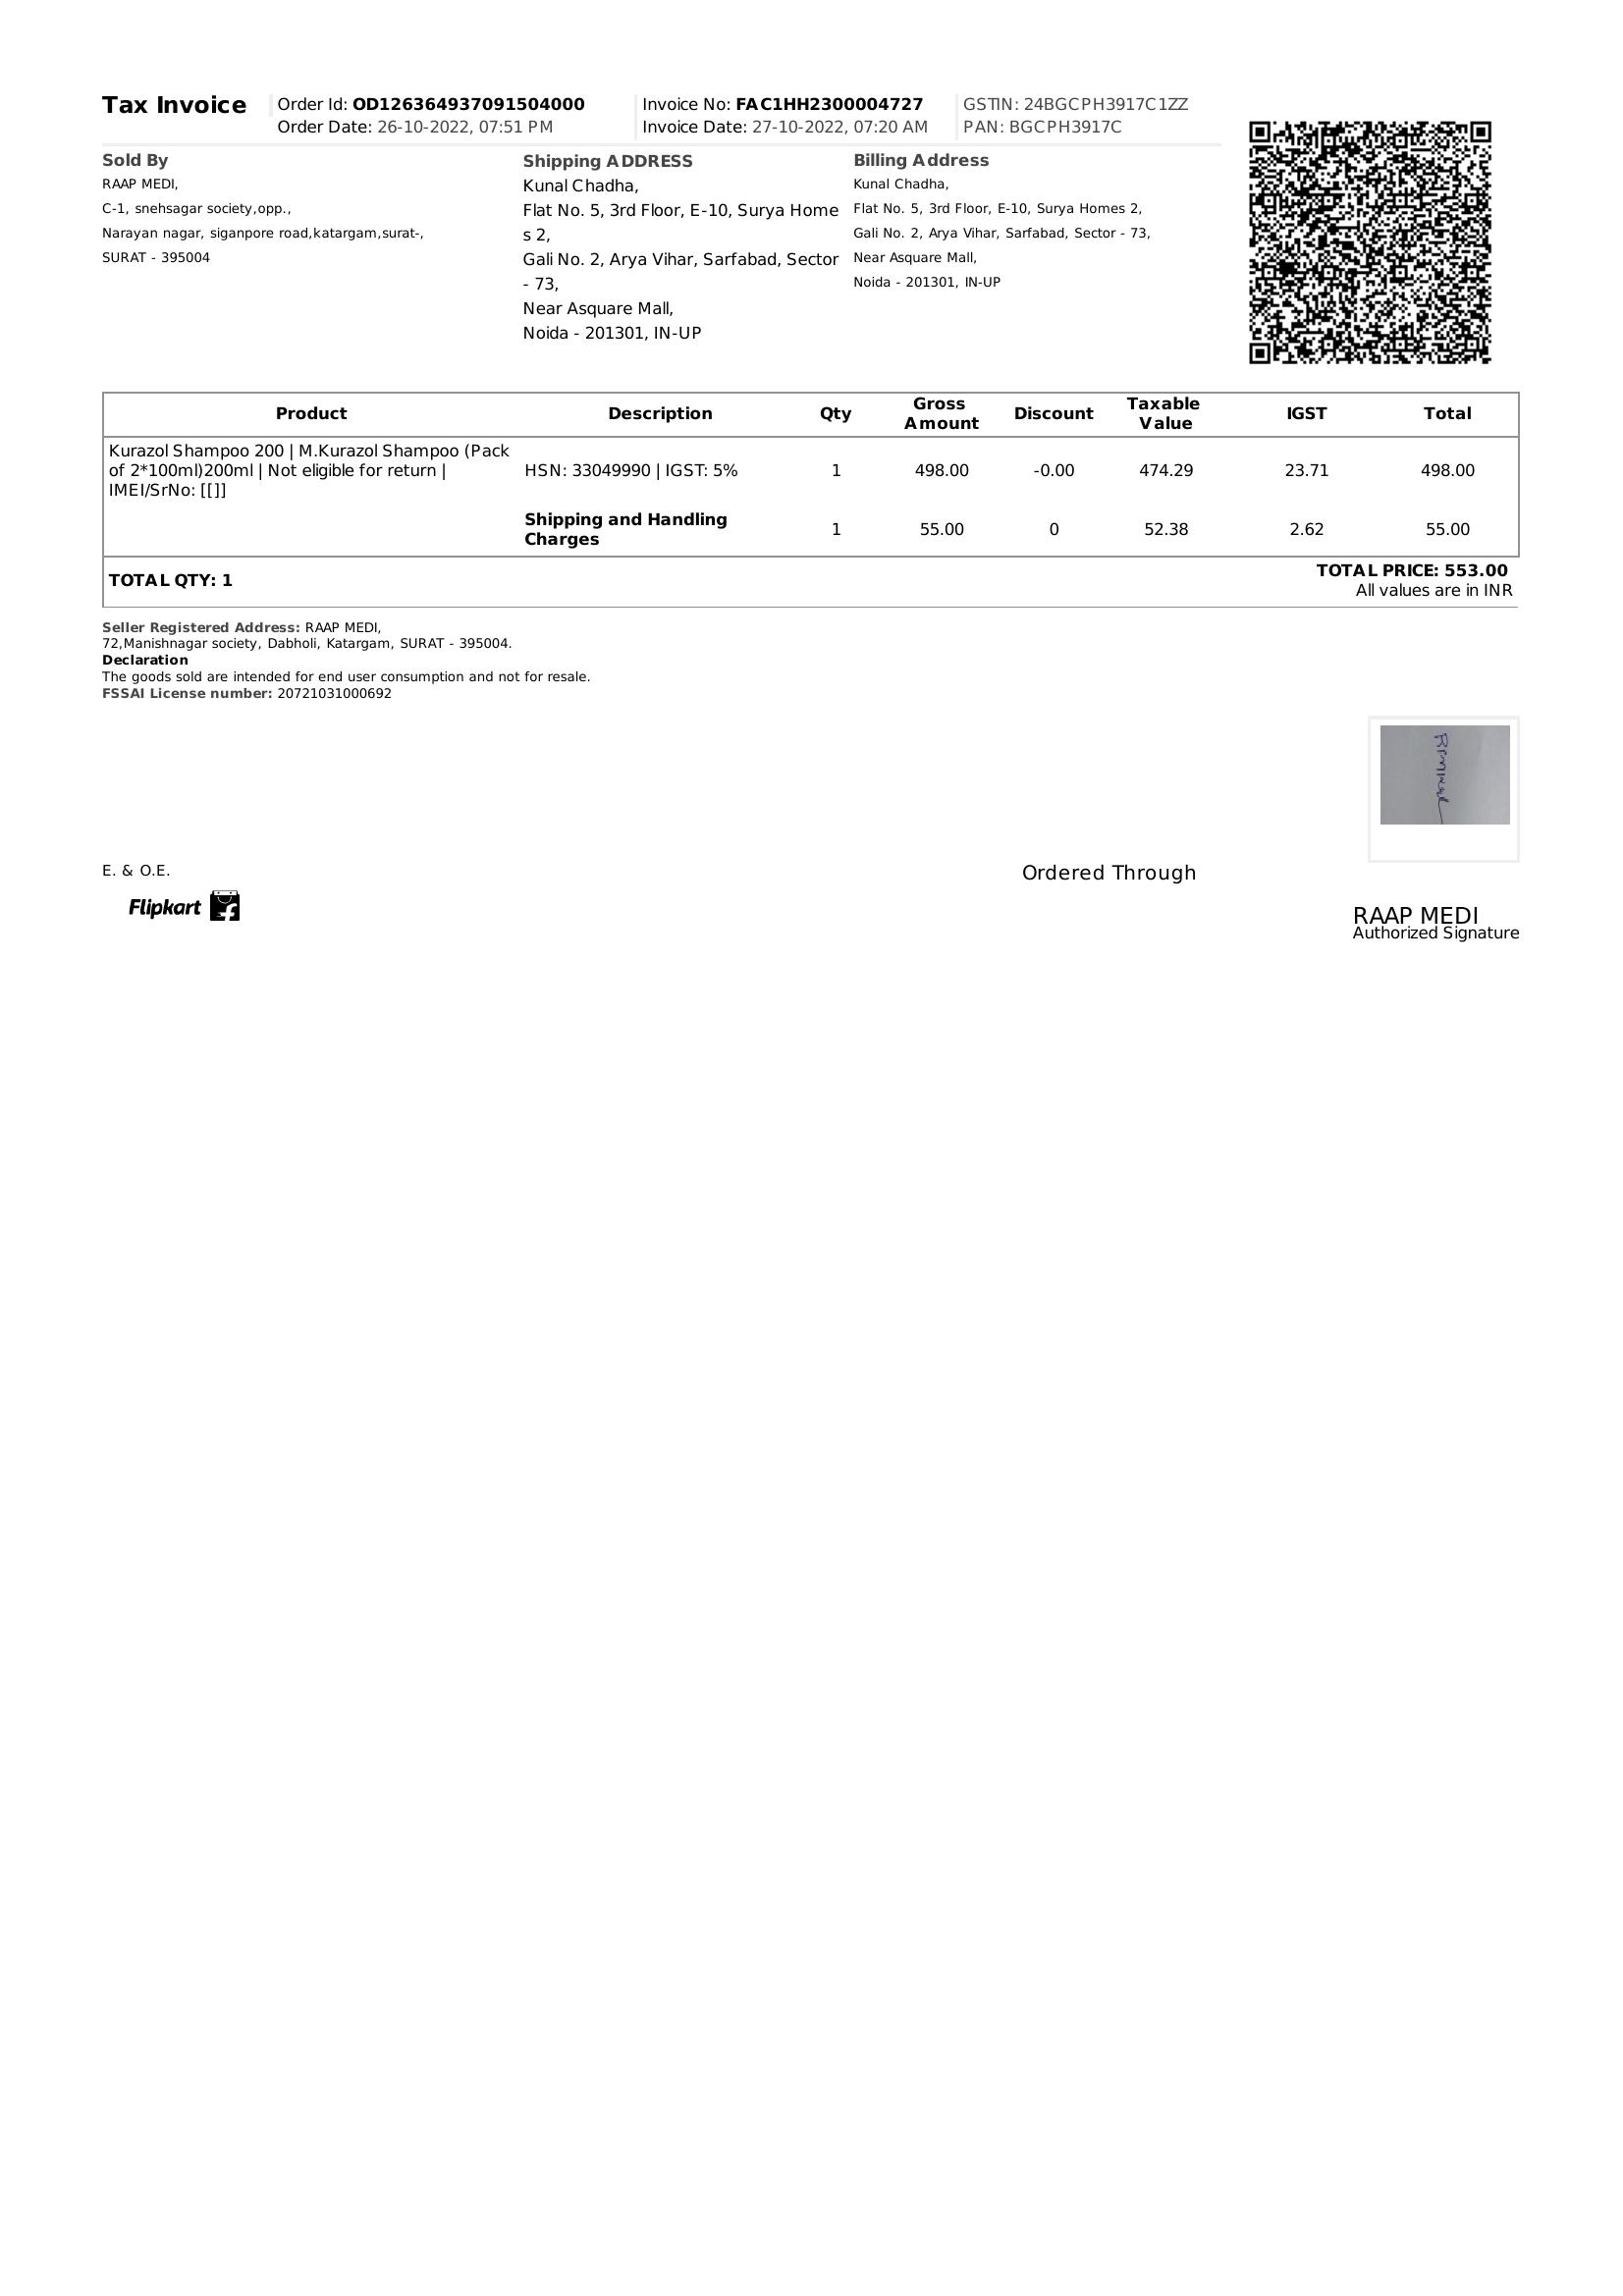 Tax Invoice
Order Id: OD126364937091504000
Order Date: 26-10-2022, 07:51 PM
Invoice No: FAC1HH2300004727
Invoice Date: 27-10-2022, 07:20 AM
GSTIN: 24BGCPH3917C1ZZ
PAN: BGCPH3917C
Sold By
RAAP MEDI,
C-1, snehsagar society,opp.,
Narayan nagar, siganpore road,katargam,surat-,
SURAT - 395004
Shipping ADDRESS
Kunal Chadha,
Flat No. 5, 3rd Floor, E-10, Surya Home
s 2,
Gali No. 2, Arya Vihar, Sarfabad, Sector
- 73,
Near Asquare Mall,
Noida - 201301, IN-UP
Billing Address
Kunal Chadha,
Flat No. 5, 3rd Floor, E-10, Surya Homes 2,
Gali No. 2, Arya Vihar, Sarfabad, Sector - 73,
Near Asquare Mall,
Noida - 201301, IN-UP
Product Description Qty Gross Amount Discount Taxable Value IGST Total
Kurazol Shampoo 200 | M.Kurazol Shampoo (Pack
of 2*100ml)200ml | Not eligible for return |
IMEI/SrNo: [[]]
HSN: 33049990 | IGST: 5% 1 498.00 -0.00 474.29 23.71 498.00
Shipping and Handling
Charges
1 55.00 0 52.38 2.62 55.00
TOTAL QTY: 1
TOTAL PRICE: 553.00
All values are in INR
Seller Registered Address: RAAP MEDI,
72,Manishnagar society, Dabholi, Katargam, SURAT - 395004.
Declaration
The goods sold are intended for end user consumption and not for resale.
FSSAI License number: 20721031000692
E. & O.E.
Ordered Through
Flipkart
RAAP MEDI
Authorized Signature